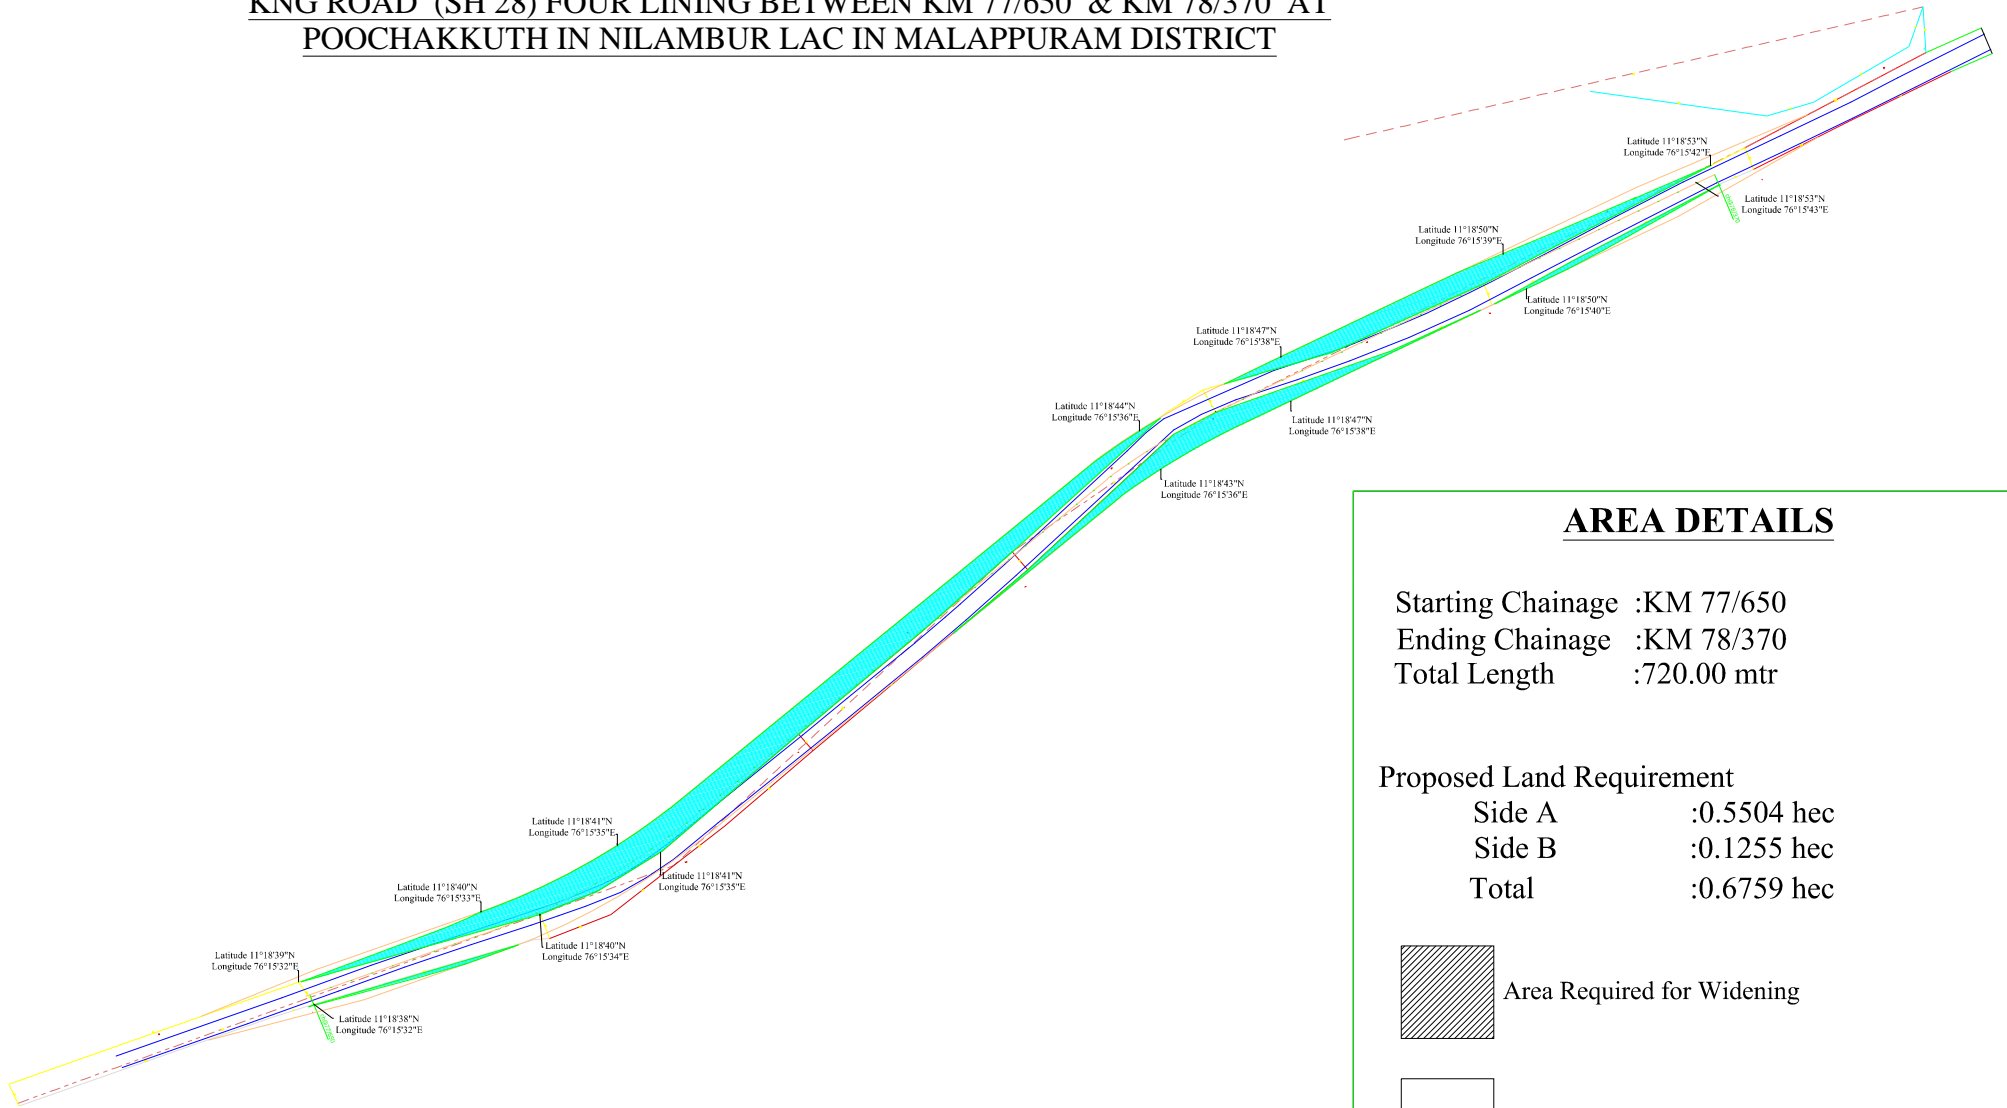 KNG ROAD (SH 28) FOUR LINING BETWEEN KM 77/650 & KM 78/370 AT
POOCHAKKUTH IN NILAMBUR LAC IN MALAPPURAM DISTRICT
Latitude 11°18'53"N
Longitude 76°15'42"E
Latitude 11°18'53"N
Longitude 76°15'43"E
Latitude 11°18'50"N
Longitude 76°15'39"E
Latitude 11°18'50"N
Longitude 76°15'40"E
Latitude 11°18'47"N
Longitude 76°15'38"E
Latitude 11°18'44"N
Longitude 76°15'36"E
Latitude 11°18'47"N
Longitude 76°15'38"E
Latitude 11°18'43"N
Longitude 76°15'36"E
Latitude 11°18'41"N
Longitude 76°15'35"E
Latitude 11°18'41"N
Longitude 76°15'35"E
Latitude 11°18'40"N
Longitude 76°15'33"E
Latitude 11°18'40"N
Longitude 76°15'34"E
Latitude 11°18'39"N
Longitude 76°15'32"E
Latitude 11°18'38"N
Longitude 76°15'32"E
AREA DETAILS
Starting Chainage :KM 77/650
Ending Chainage :KM 78/370
Total Length :720.00 mtr
Proposed Land Requirement
Side A :0.5504 hec
Side B :0.1255 hec
Total :0.6759 hec
Area Required for Widening